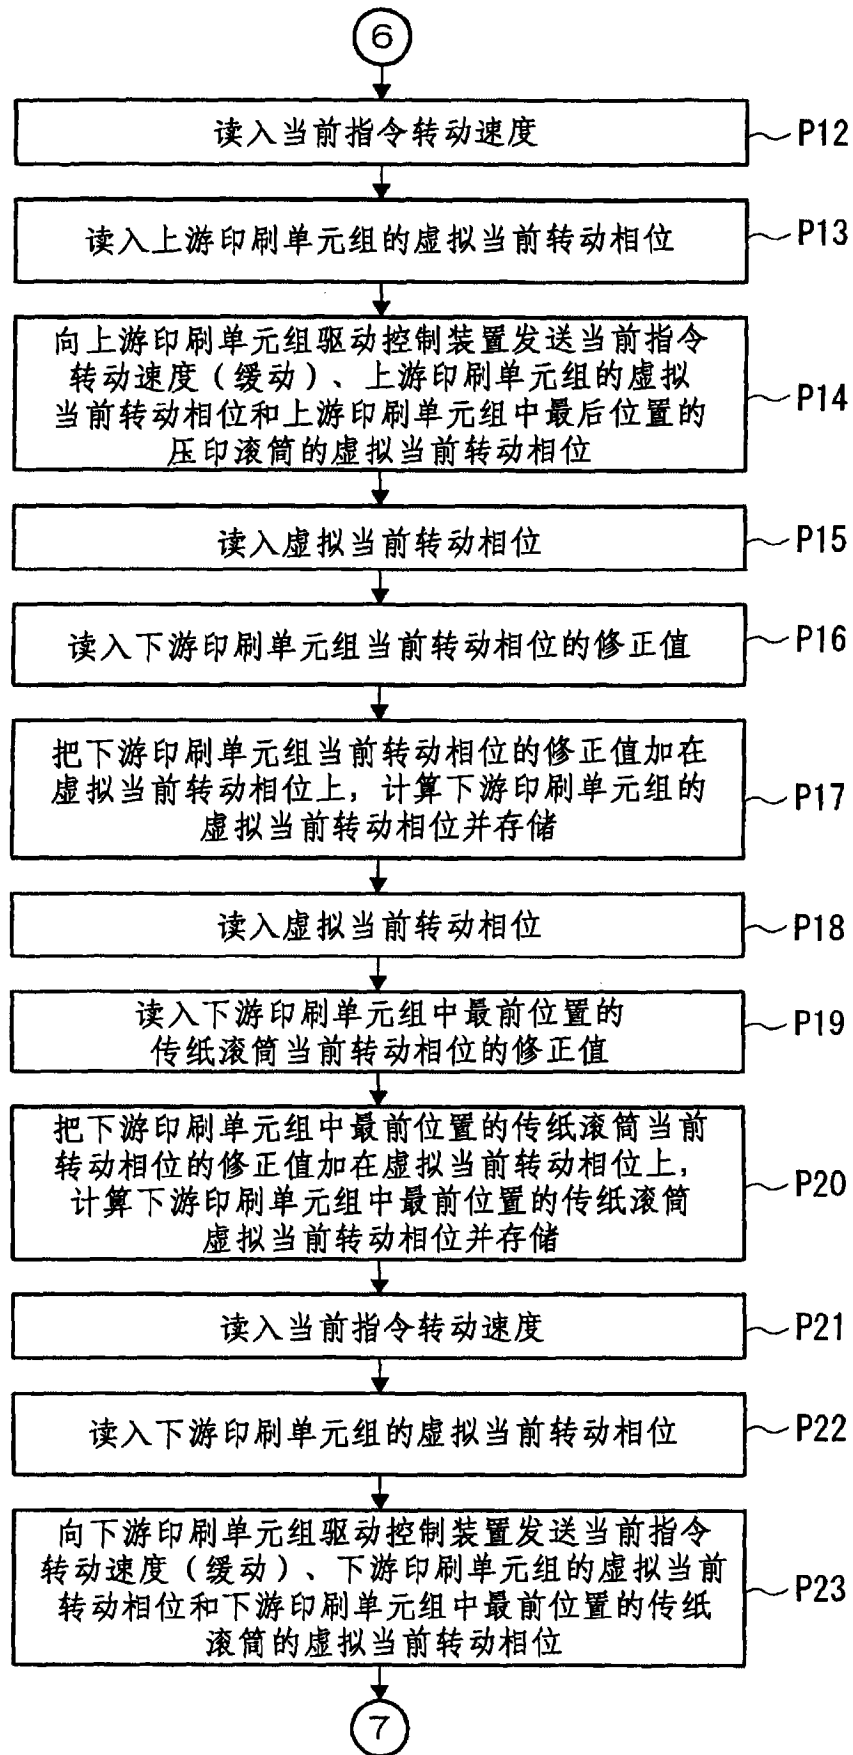 6
读入当前指令转动速度
P12
读入上游印刷单元组的虚拟当前转动相位
P13
向上游印刷单元组驱动控制装置发送当前指令
转动速度（缓动）、上游印刷单元组的虚拟
当前转动相位和上游印刷单元组中最后位置的
压印滚筒的虚拟当前转动相位
P14
读入虚拟当前转动相位
P15
读入下游印刷单元组当前转动相位的修正值
P16
把下游印刷单元组当前转动相位的修正值加在
虚拟当前转动相位上，计算下游印刷单元组的
虚拟当前转动相位并存储
P17
读入虚拟当前转动相位
P18
读入下游印刷单元组中最前位置的
传纸滚筒当前转动相位的修正值
P19
把下游印刷单元组中最前位置的传纸滚筒当前
转动相位的修正值加在虚拟当前转动相位上，
计算下游印刷单元组中最前位置的传纸滚筒
虚拟当前转动相位并存储
P20
读入当前指令转动速度
P21
读入下游印刷单元组的虚拟当前转动相位
P22
向下游印刷单元组驱动控制装置发送当前指令
转动速度（缓动）、下游印刷单元组的虚拟当前
转动相位和下游印刷单元组中最前位置的传纸
滚筒的虚拟当前转动相位
P23
7